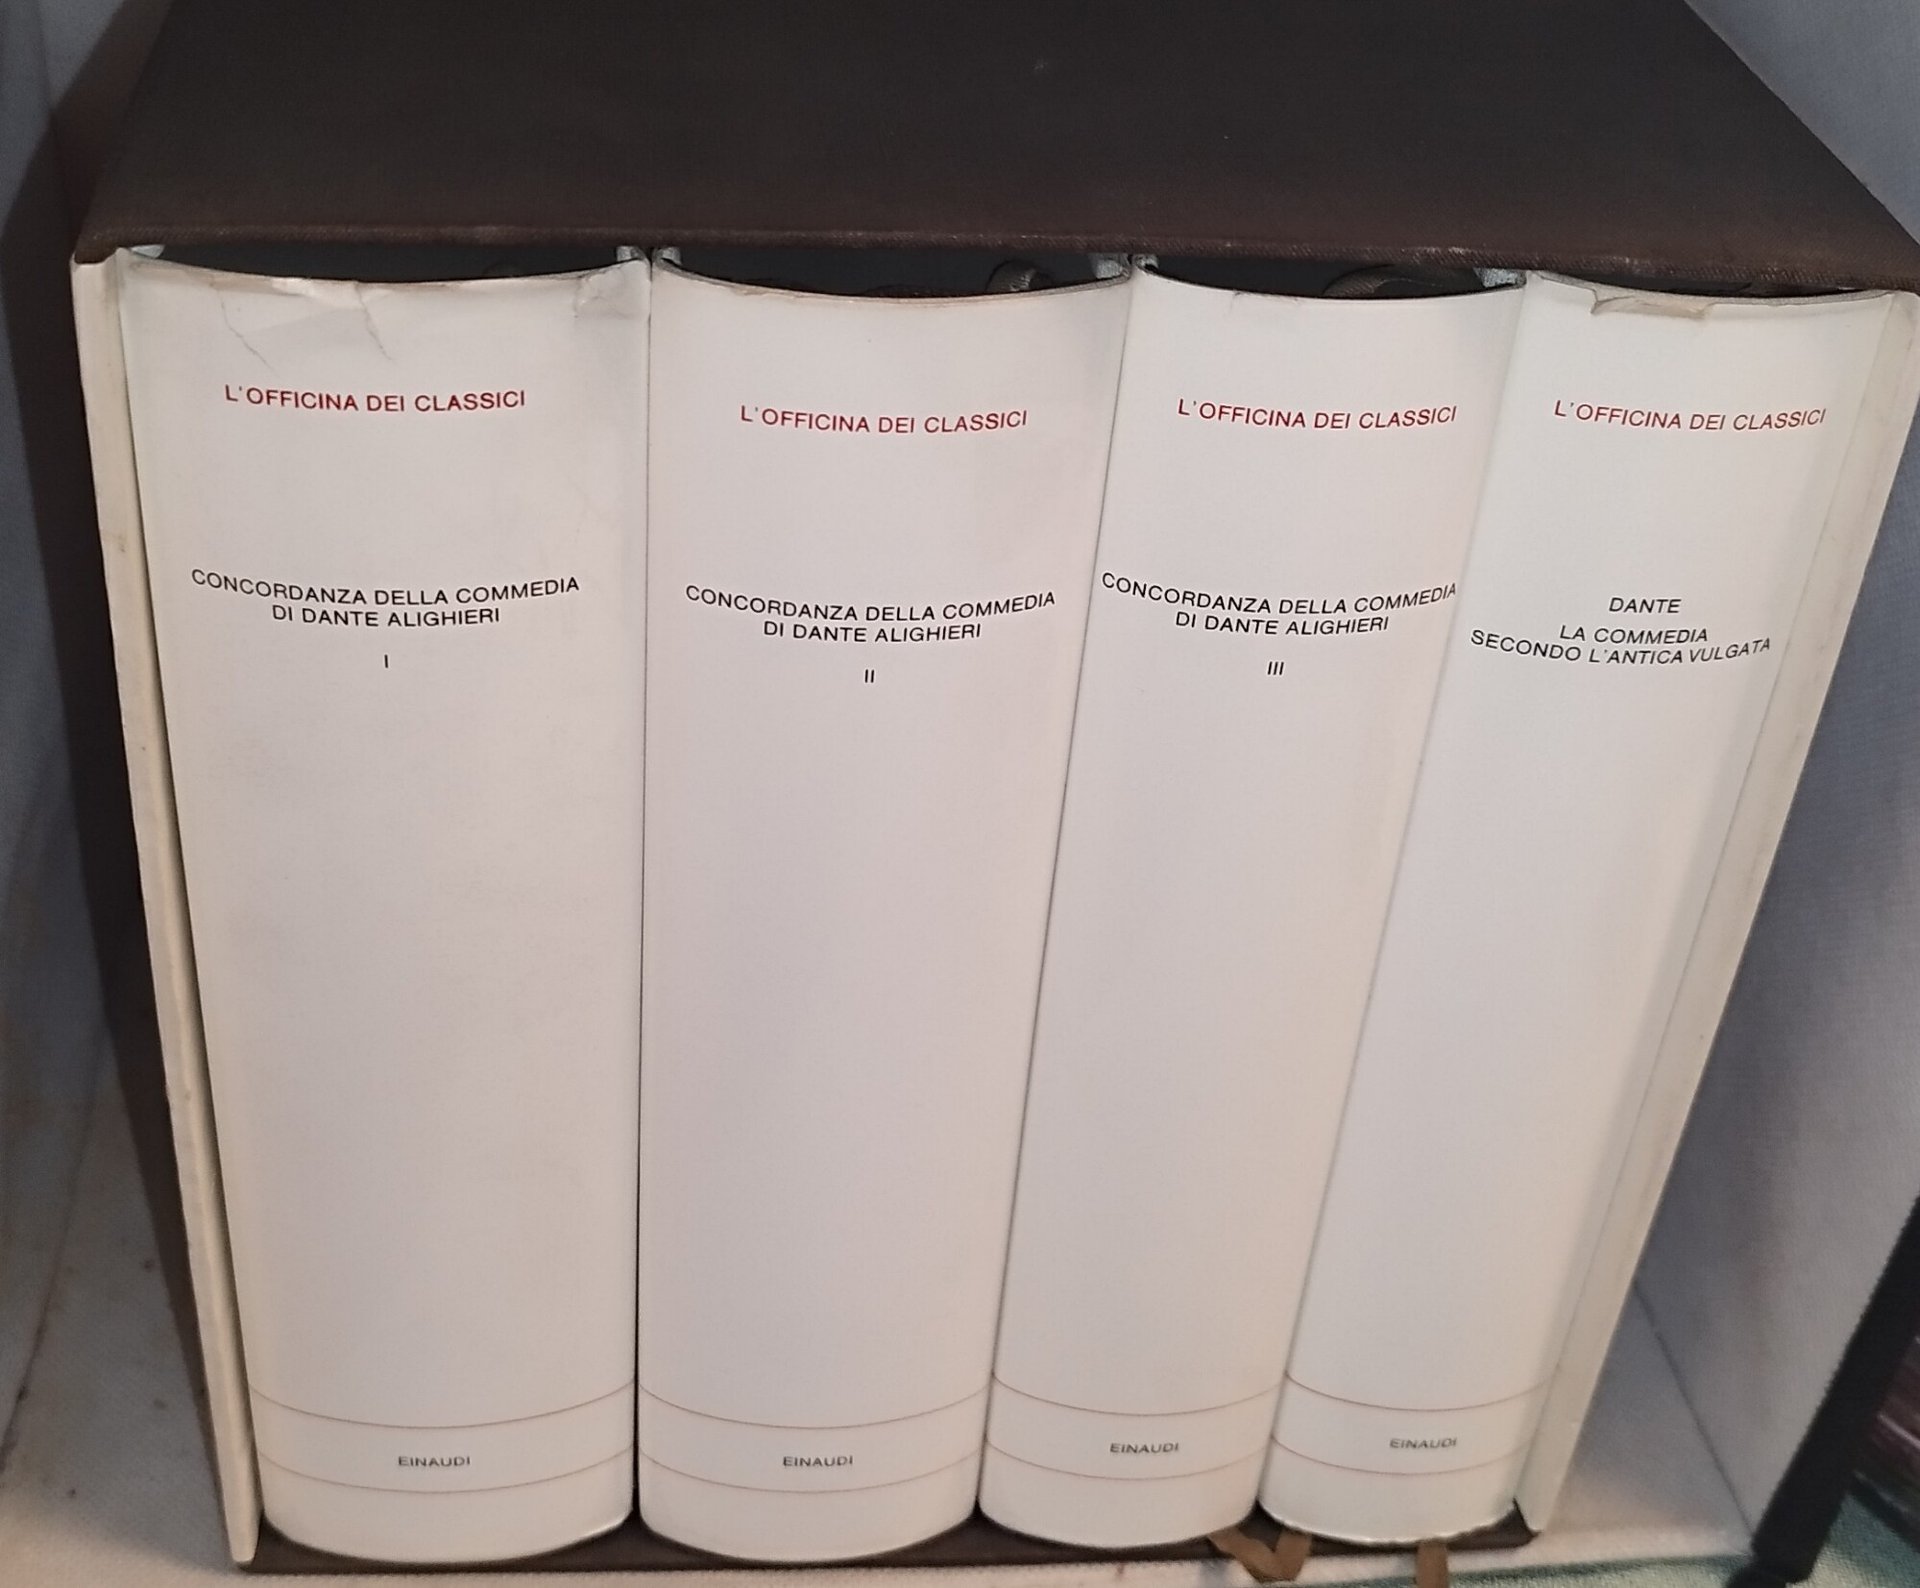 L'OFFICINA DEI CLASSICI
CONCORDANZA DELLA COMMEDIA
DI DANTE ALIGHIERI
I
EINAUDI
L'OFFICINA DEI CLASSICI
CONCORDANZA DELLA COMMEDIA
DI DANTE ALIGHIERI
II
EINAUDI
L'OFFICINA DEI CLASSICI
CONCORDANZA DELLA COMMEDIA
DI DANTE ALIGHIERI
III
EINAUDI
L'OFFICINA DEI CLASSICI
DANTE
LA COMMEDIA
SECONDO L'ANTICA VULGATA
EINAUDI